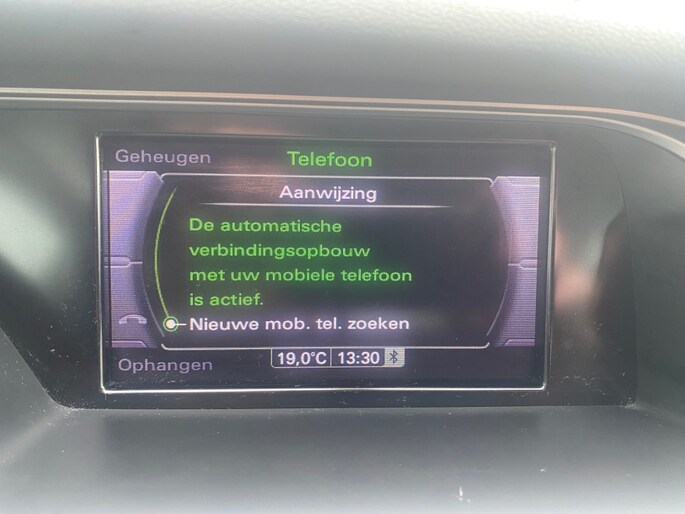 Geheugen
Telefoon
Aanwijzing
De automatische
verbindingsopbouw
met uw mobiele telefoon
is actief.
Nieuwe mob. tel. zoeken
Ophangen
19,0°C 13:30